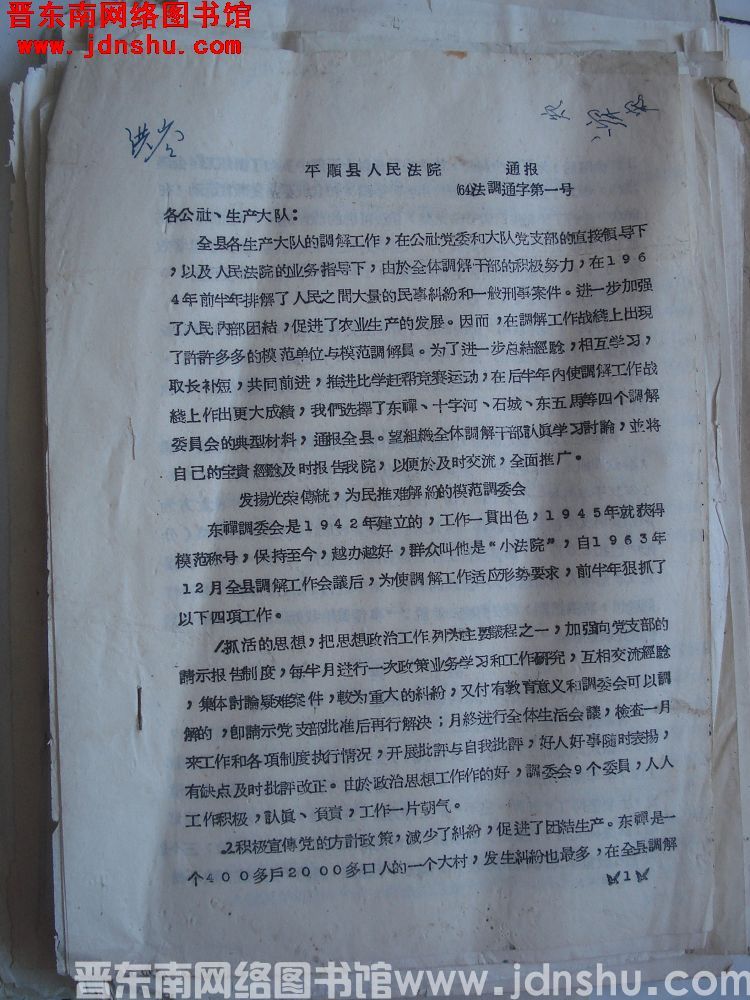 晋东南网络图书馆
www.jdnshu.com
平顺县人民法院 通报
(64)法調通字第一号
各公社、生产大队：
全县各生产大队的調解工作，在公社党委和大队党支部的直接領导下
，以及人民法院的业务指导下，由於全体調解干部的积极努力，在196
4年前半年排解了人民之間大量的民事糾紛和一般刑事案件。进一步加强
了人民内部团結，促进了农业生产的发展。因而，在調解工作战綫上出現
了許許多多的模范单位与模范調解員。为了进一步总結經驗，相互学习，
取长补短，共同前进，推进比学赶帮竞赛运动，在后半年内使調解工作战
綫上作出更大成績，我們选擇了东禪、十字河、石城、东五馬等四个調解
委員会的典型材料，通报全县。望組織全体調解干部認眞学习討論，並将
自己的宝貴經驗及时报告我院，以便於及时交流，全面推广。
发揚光荣傳統，为民推难解紛的模范調委会
东禪調委会是1942年建立的，工作一貫出色，1945年就获得
模范称号，保持至今，越办越好，群众叫他是“小法院”，自1963年
12月全县調解工作会議后，为使調解工作适应形势要求，前半年狠抓了
以下四項工作。
1抓活的思想，把思想政治工作列为主要議程之一，加强向党支部的
請示报告制度，每半月进行一次政策业务学习和工作研究，互相交流經驗
，集体討論疑难案件，較为重大的糾紛，又付有教育意义和調委会可以調
解的，即請示党支部批准后再行解决；月終进行全体生活会議，檢查一月
来工作和各項制度执行情况，开展批評与自我批評，好人好事随时表揚，
有缺点及时批評改正。由於政治思想工作作的好，調委会9个委員，人人
工作积极，認眞、負責，工作一片朝气。
2积极宣傳党的方計政策，減少了糾紛，促进了团結生产。东禪是一
个400多戶2000多口人的一个大村，发生糾紛也最多，在全县調解
1
晋东南网络图书馆www.jdnshu.com